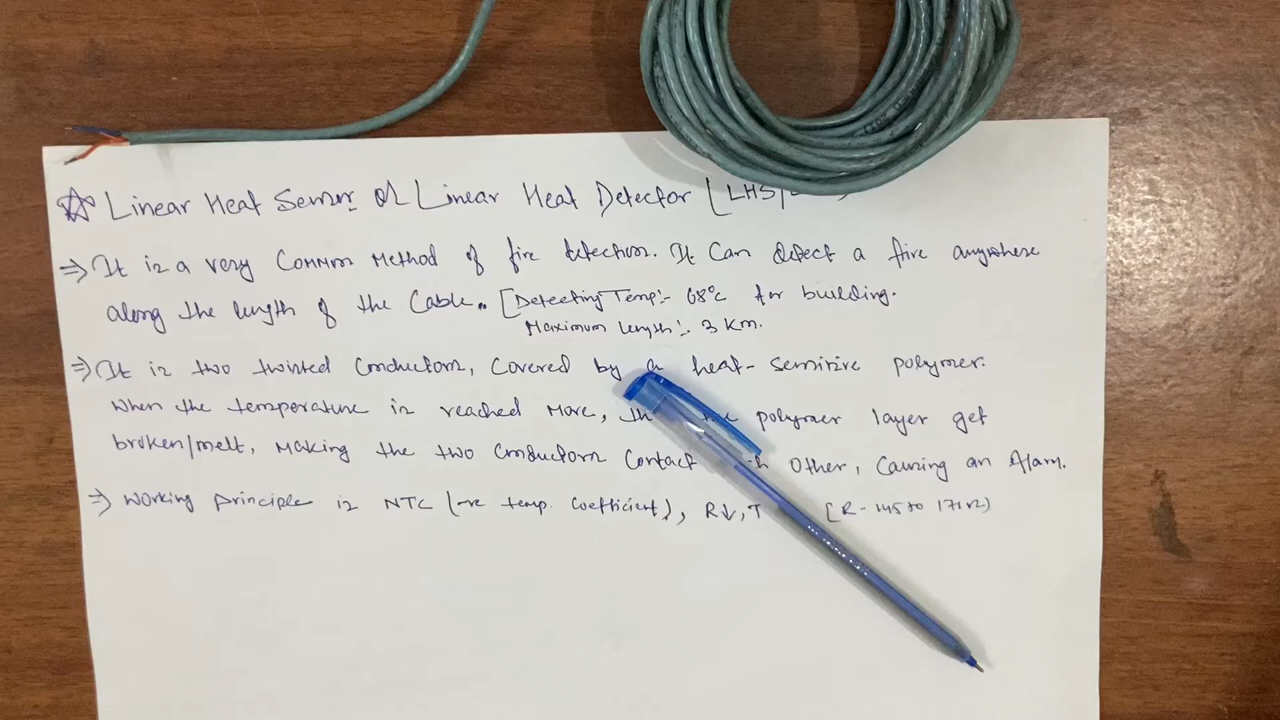 Linear Heat Sensor Or Linear Heat Detector [LHS/
⇒ It is a very Common Method of fire detection. It Can detect a fire anywhere
along the length of the Cable. [Detecting Temp:- 68°c for building.
Maximum length:- 3 Km.
⇒ It is two twisted Conductors, Covered by a heat-sensitive polymer.
When the temperature is reached More, polymer layer get
broken/melt, Making the two Conductors Contact Other, Causing an Alarm.
⇒ Working principle is NTC (-ve temp. Coefficient), R↓, T [R- 145 to 171Ω)